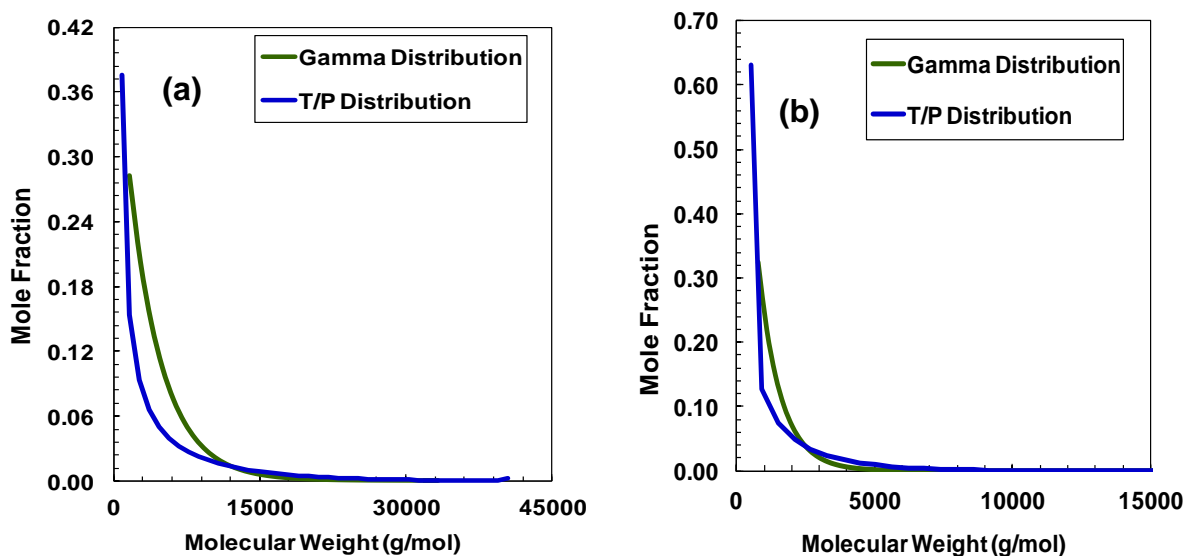 0.42
0.36
0.30
0.24
0.18
0.12
0.06
0.00
Mole Fraction
(a)
Gamma Distribution
T/P Distribution
0
15000
30000
45000
Molecular Weight (g/mol)
0.70
0.60
0.50
0.40
0.30
0.20
0.10
0.00
Mole Fraction
(b)
Gamma Distribution
T/P Distribution
0
5000
10000
15000
Molecular Weight (g/mol)